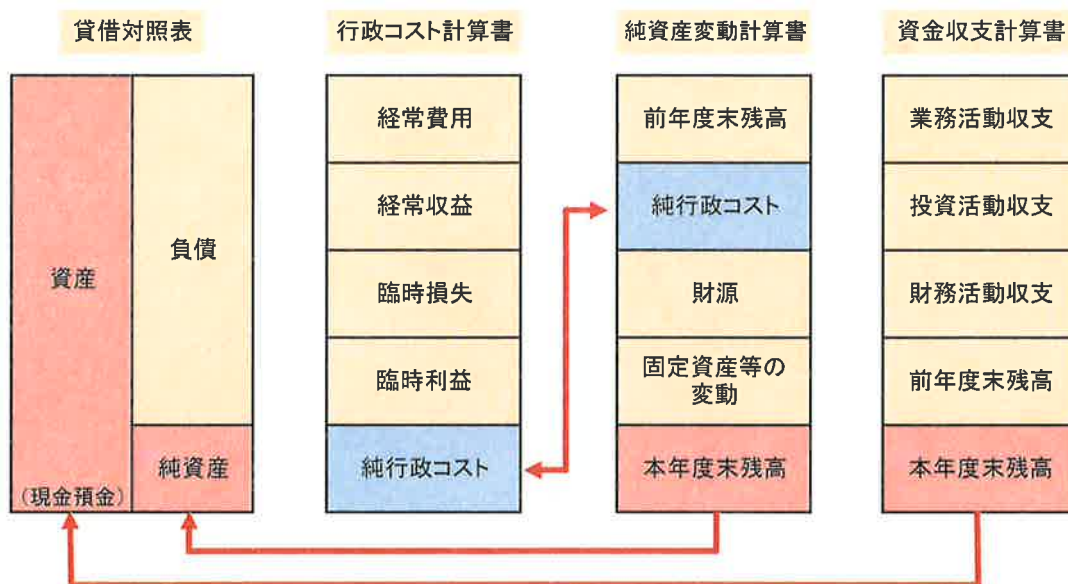 貸借対照表
行政コスト計算書
純資産変動計算書
資金収支計算書
資産
(現金預金)
負債
純資産
経常費用
経常収益
臨時損失
臨時利益
純行政コスト
前年度末残高
純行政コスト
財源
固定資産等の
変動
本年度末残高
業務活動収支
投資活動収支
財務活動収支
前年度末残高
本年度末残高